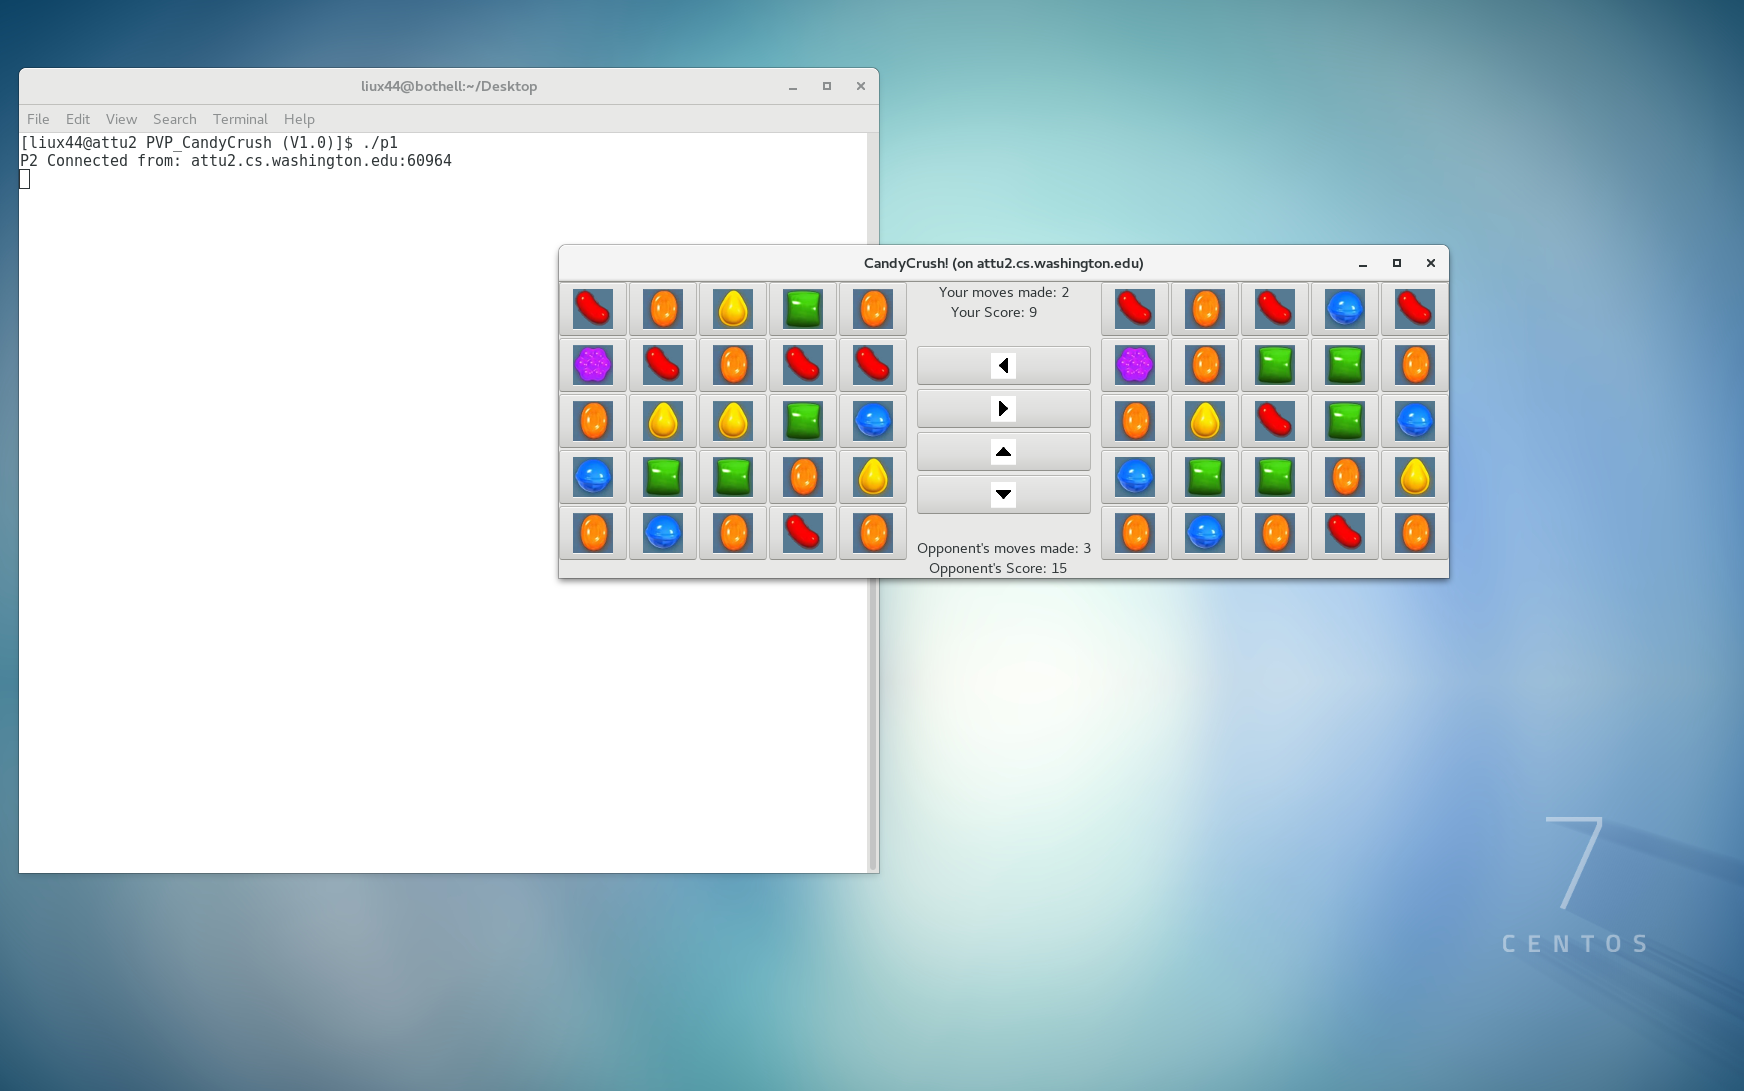 liux44@bothell:~/Desktop
File Edit View Search Terminal Help
[liux44@attu2 PVP_CandyCrush (V1.0)]$ ./p1
P2 Connected from: attu2.cs.washington.edu:60964
CandyCrush! (on attu2.cs.washington.edu)
Your moves made: 2
Your Score: 9
Opponent's moves made: 3
Opponent's Score: 15
7
CENTOS